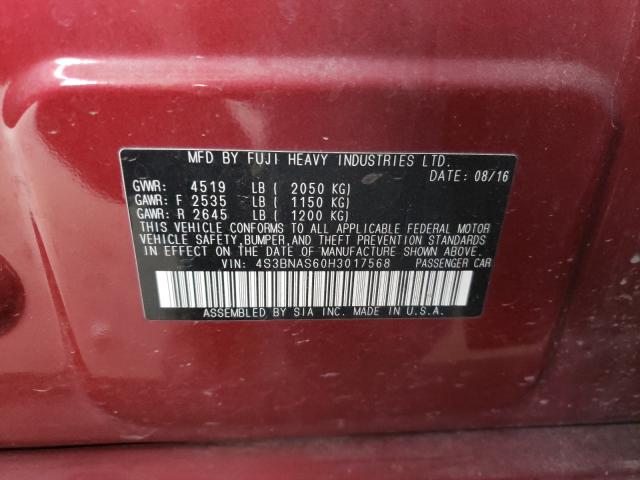 MFD BY FUJI HEAVY INDUSTRIES LTD.
DATE: 08/16
GVWR: 4519 LB ( 2050 KG)
GAWR: F 2535 LB ( 1150 KG)
GAWR: R 2645 LB ( 1200 KG)
THIS VEHICLE CONFORMS TO ALL APPLICABLE FEDERAL MOTOR
VEHICLE SAFETY, BUMPER, AND THEFT PREVENTION STANDARDS
IN EFFECT ON THE DATE OF MANUFACTURE SHOWN ABOVE.
VIN: 4S3BNAS60H3017568 PASSENGER CAR
ASSEMBLED BY SIA INC. MADE IN U.S.A.